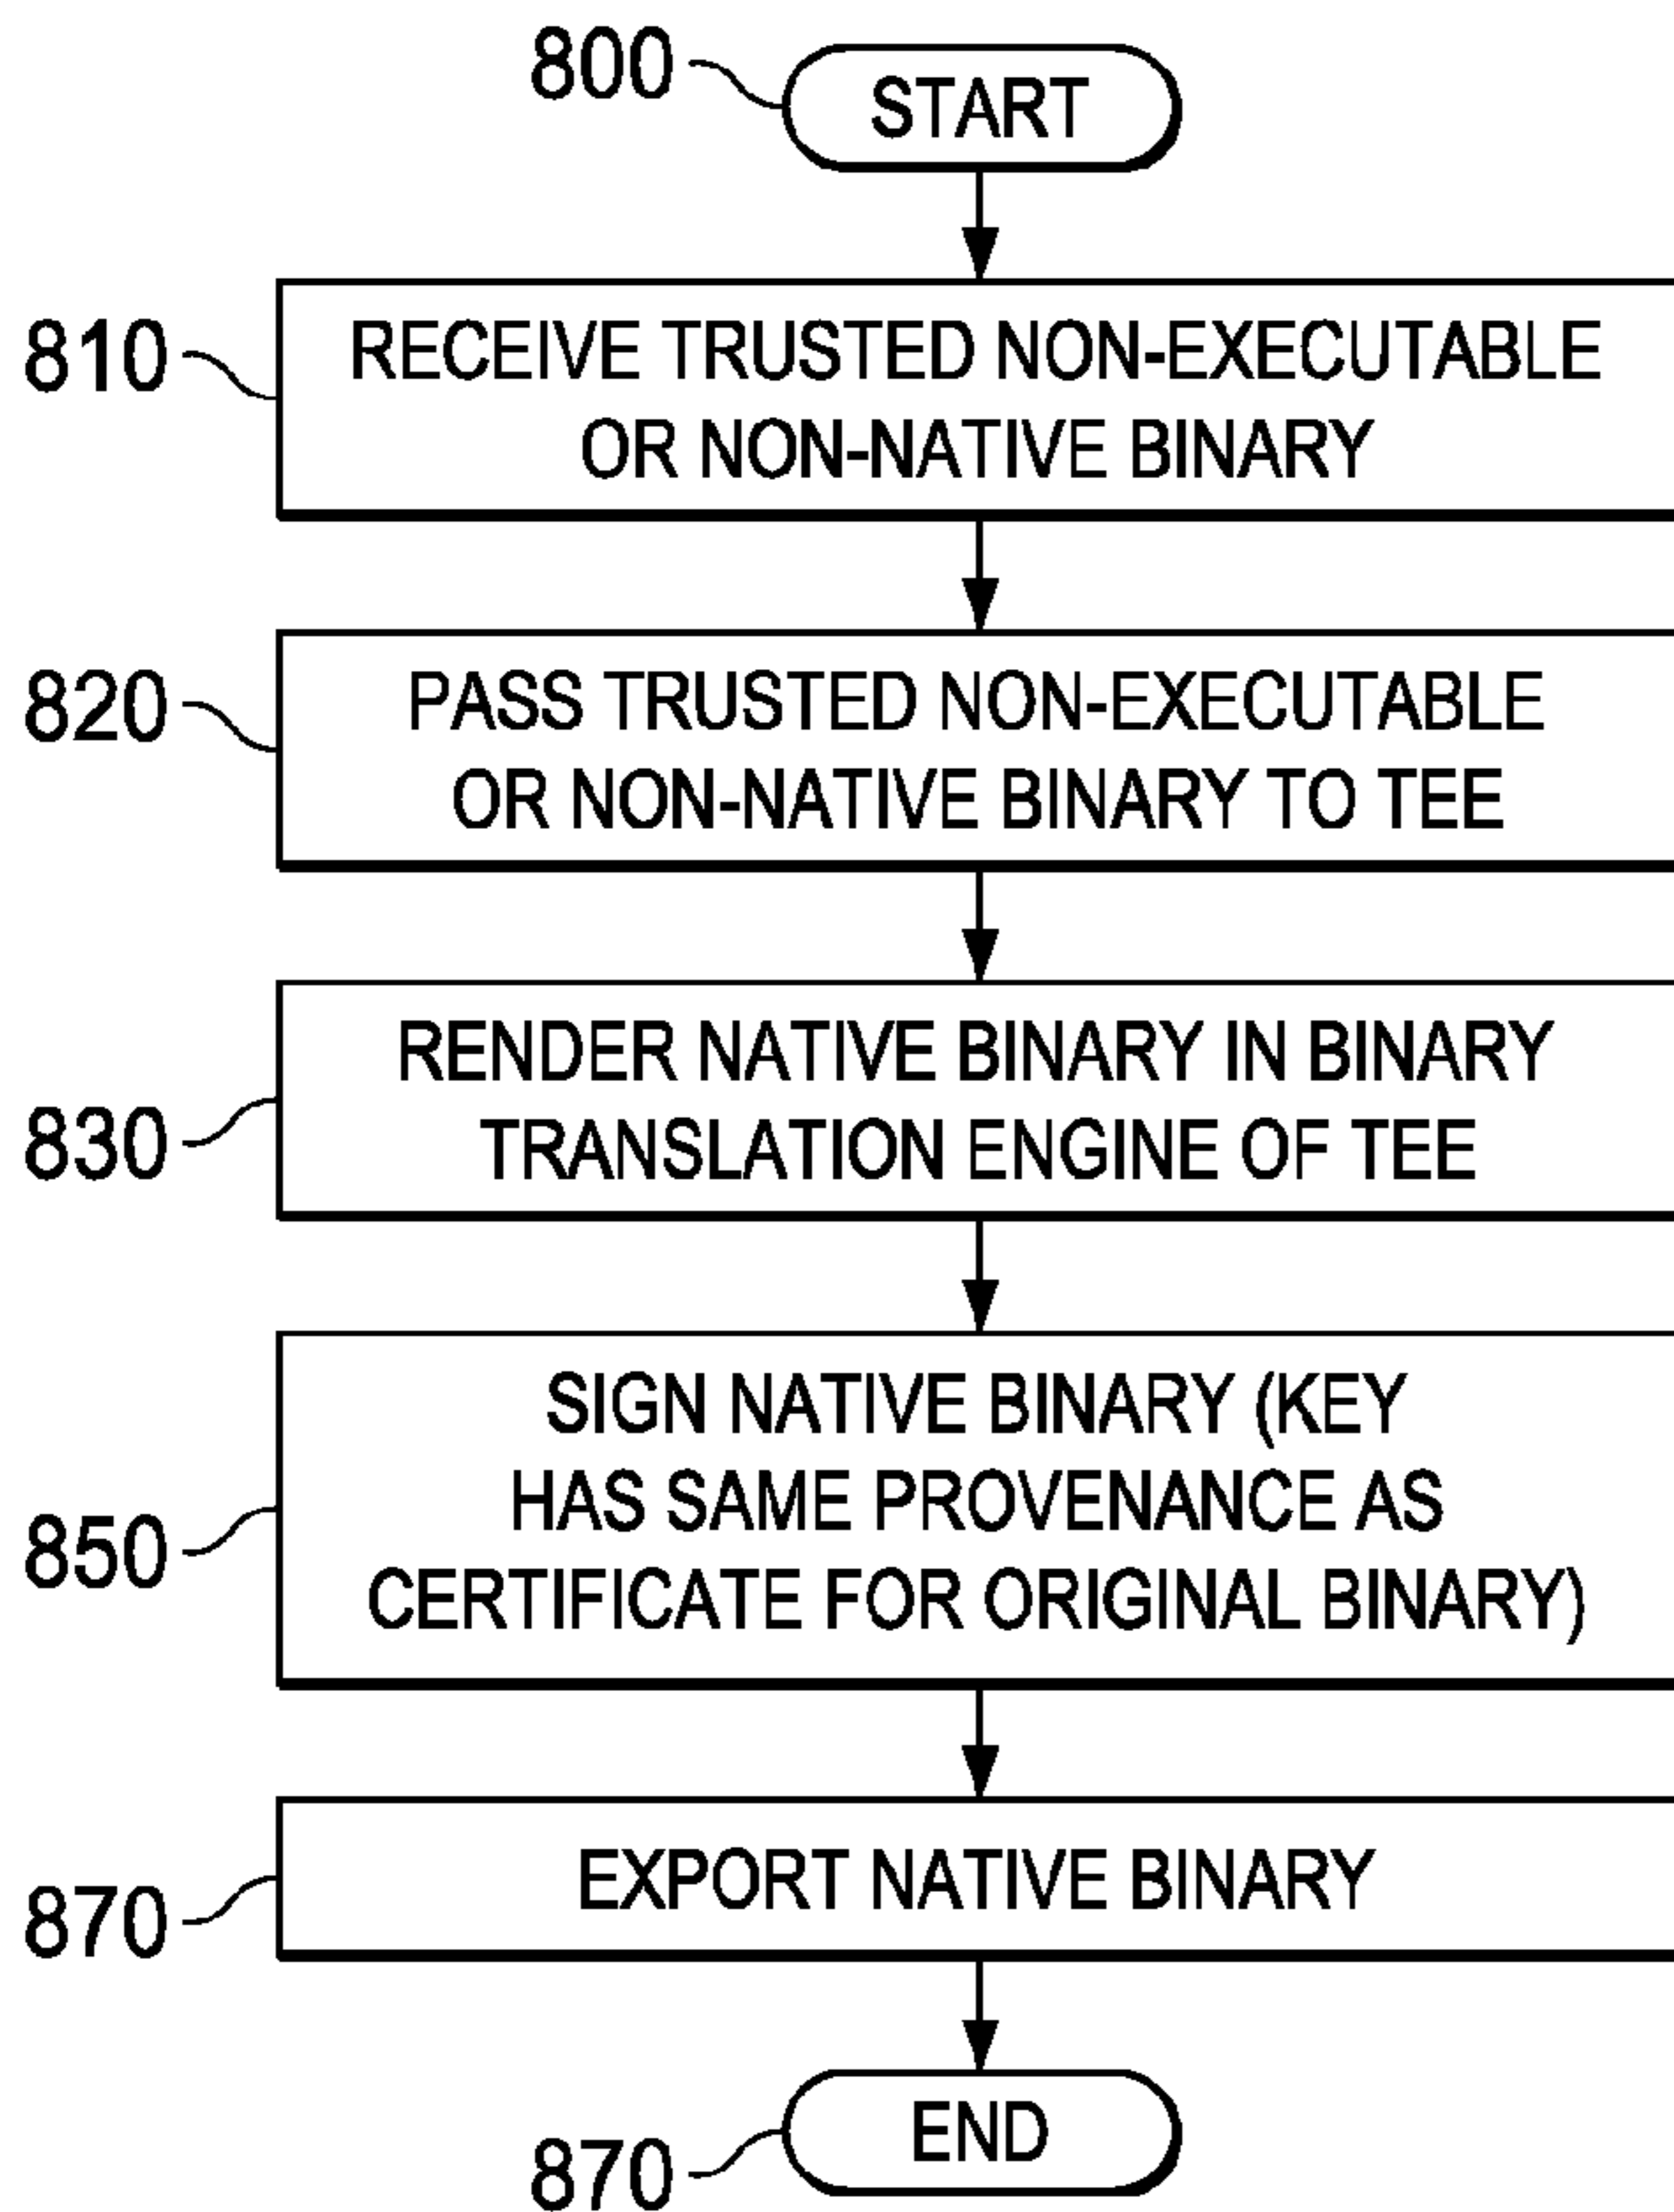 800
START
810
RECEIVE TRUSTED NON-EXECUTABLE
OR NON-NATIVE BINARY
820
PASS TRUSTED NON-EXECUTABLE
OR NON-NATIVE BINARY TO TEE
830
RENDER NATIVE BINARY IN BINARY
TRANSLATION ENGINE OF TEE
850
SIGN NATIVE BINARY (KEY
HAS SAME PROVENANCE AS
CERTIFICATE FOR ORIGINAL BINARY)
870
EXPORT NATIVE BINARY
870
END